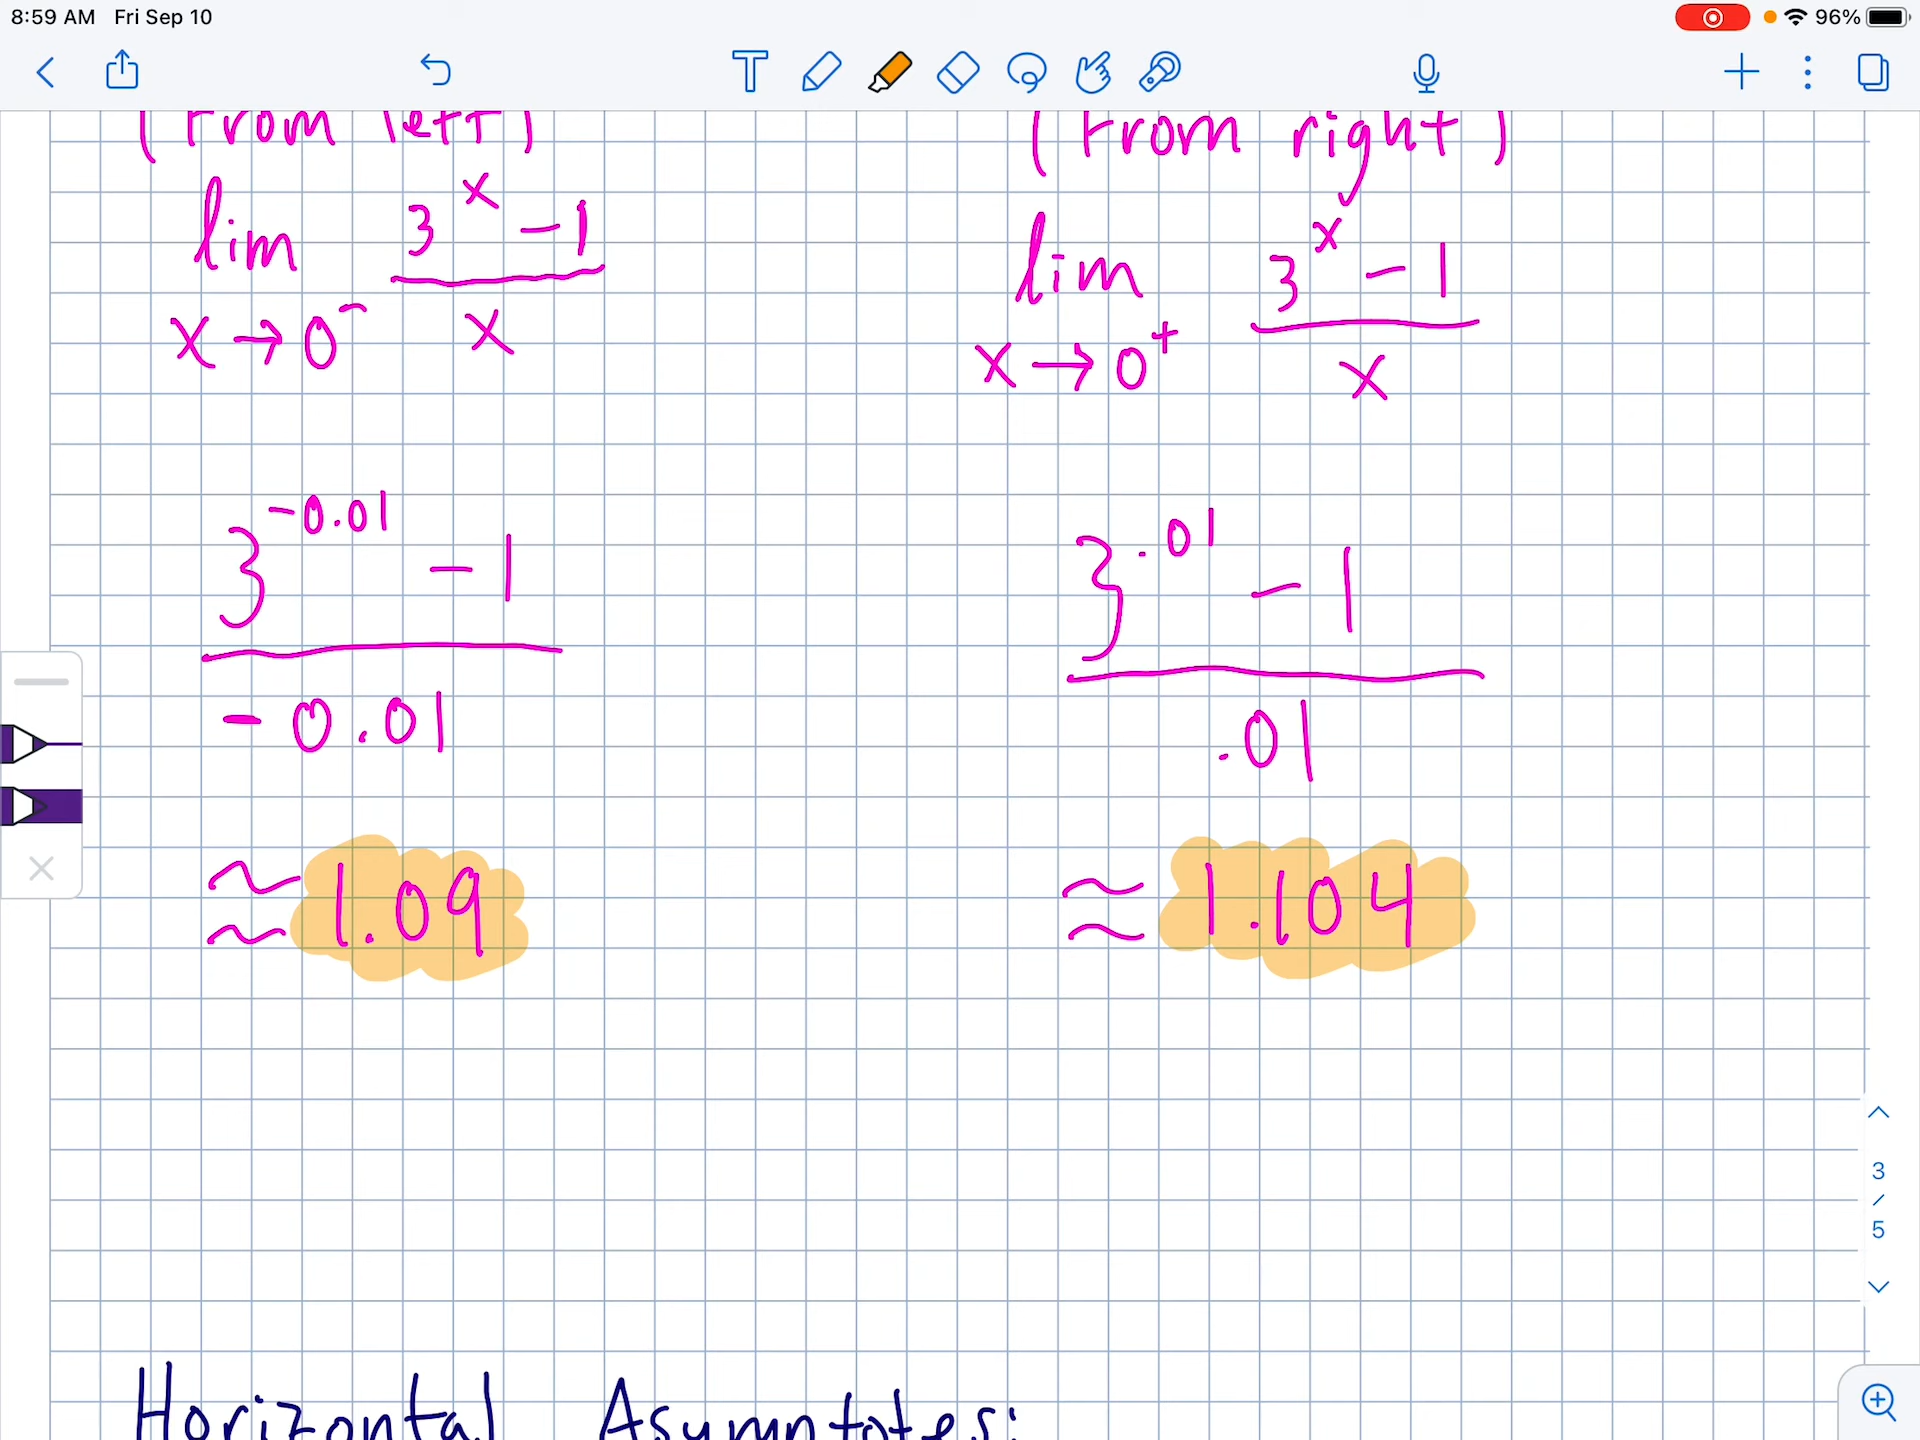 8:59 AM Fri Sep 10 96%
T
(From left) (From right)
lim x→0⁻ (3^x − 1)/x
lim x→0⁺ (3^x − 1)/x
(3^-0.01 − 1)/(-0.01)
(3^.01 − 1)/(.01)
≈ 1.09 ≈ 1.104
3
/
5
Horizontal Asymptotes: